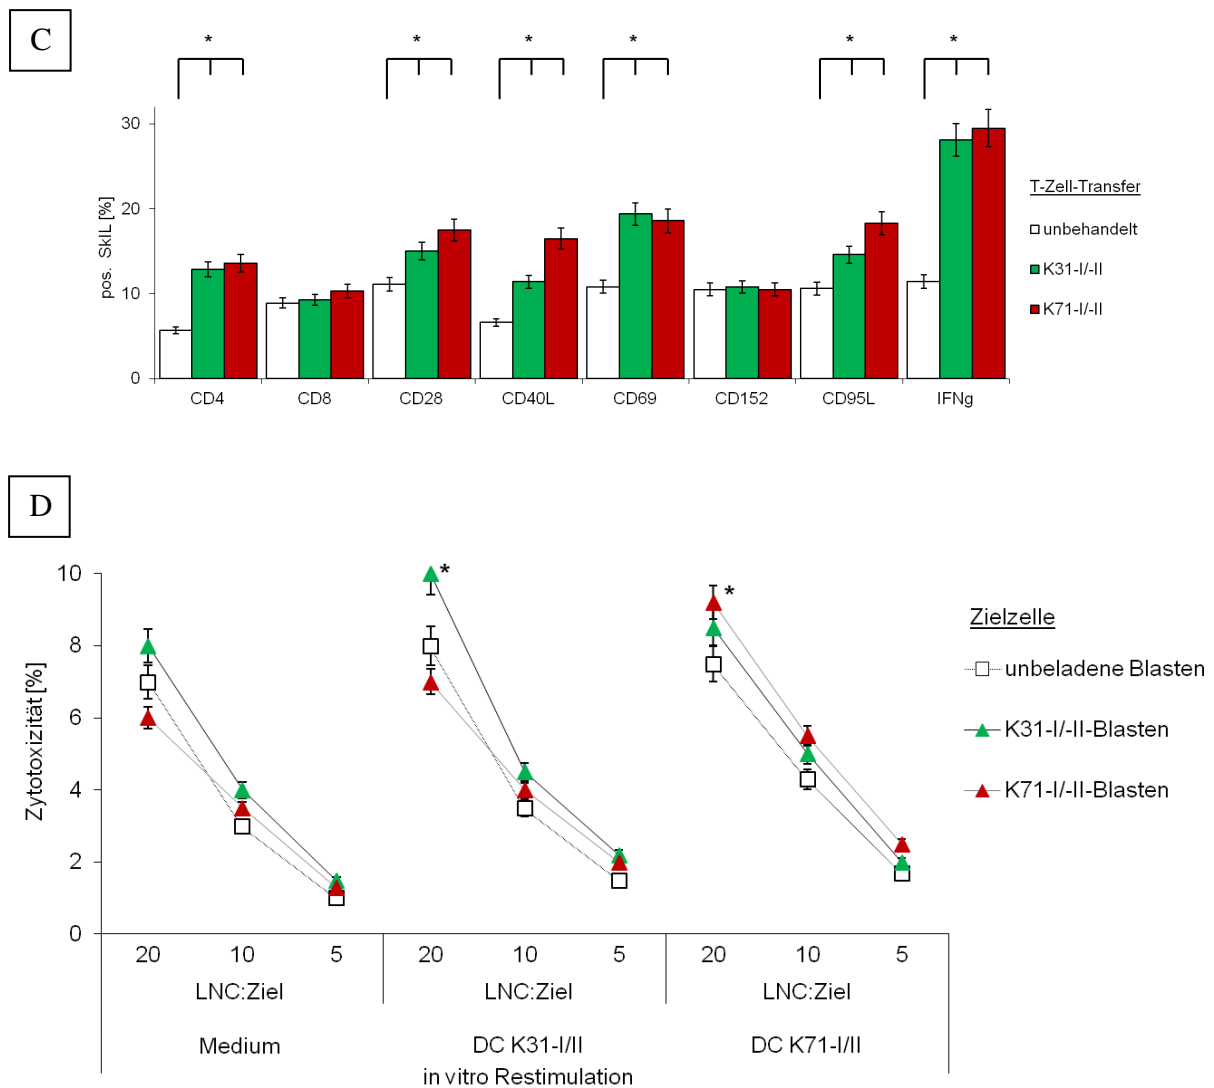 C
* * * * * *
30
20
10
0
pos. SkIL [%]
CD4 CD8 CD28 CD40L CD69 CD152 CD95L IFNg
T-Zell-Transfer
unbehandelt
K31-I/-II
K71-I/-II
D
10
8
6
4
2
0
Zytotoxizität [%]
* *
20 10 5 20 10 5 20 10 5
LNC:Ziel LNC:Ziel LNC:Ziel
Medium DC K31-I/II DC K71-I/II
in vitro Restimulation
Zielzelle
unbeladene Blasten
K31-I/-II-Blasten
K71-I/-II-Blasten